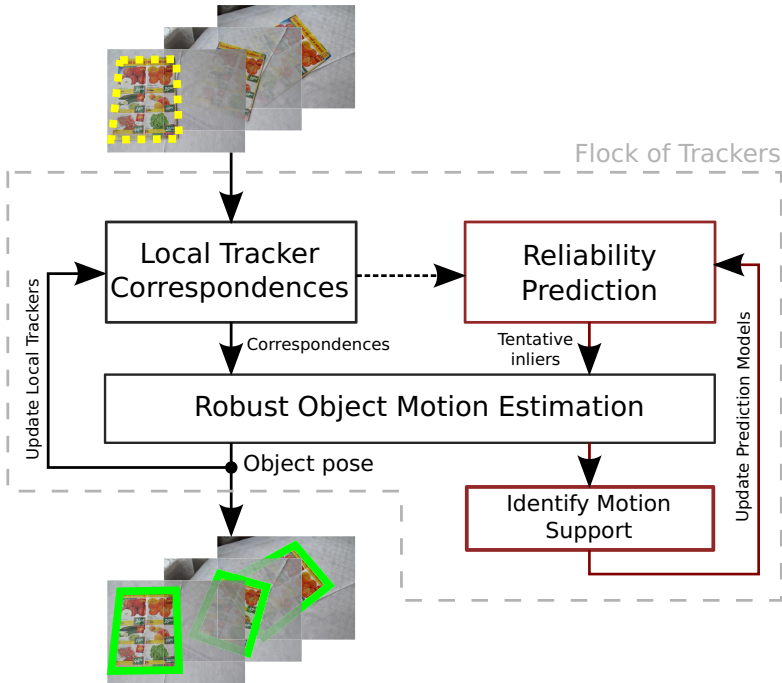 Flock of Trackers
Local Tracker
Correspondences
Reliability
Prediction
Update Local Trackers
Correspondences
Tentative
inliers
Update Prediction Models
Robust Object Motion Estimation
Object pose
Identify Motion
Support